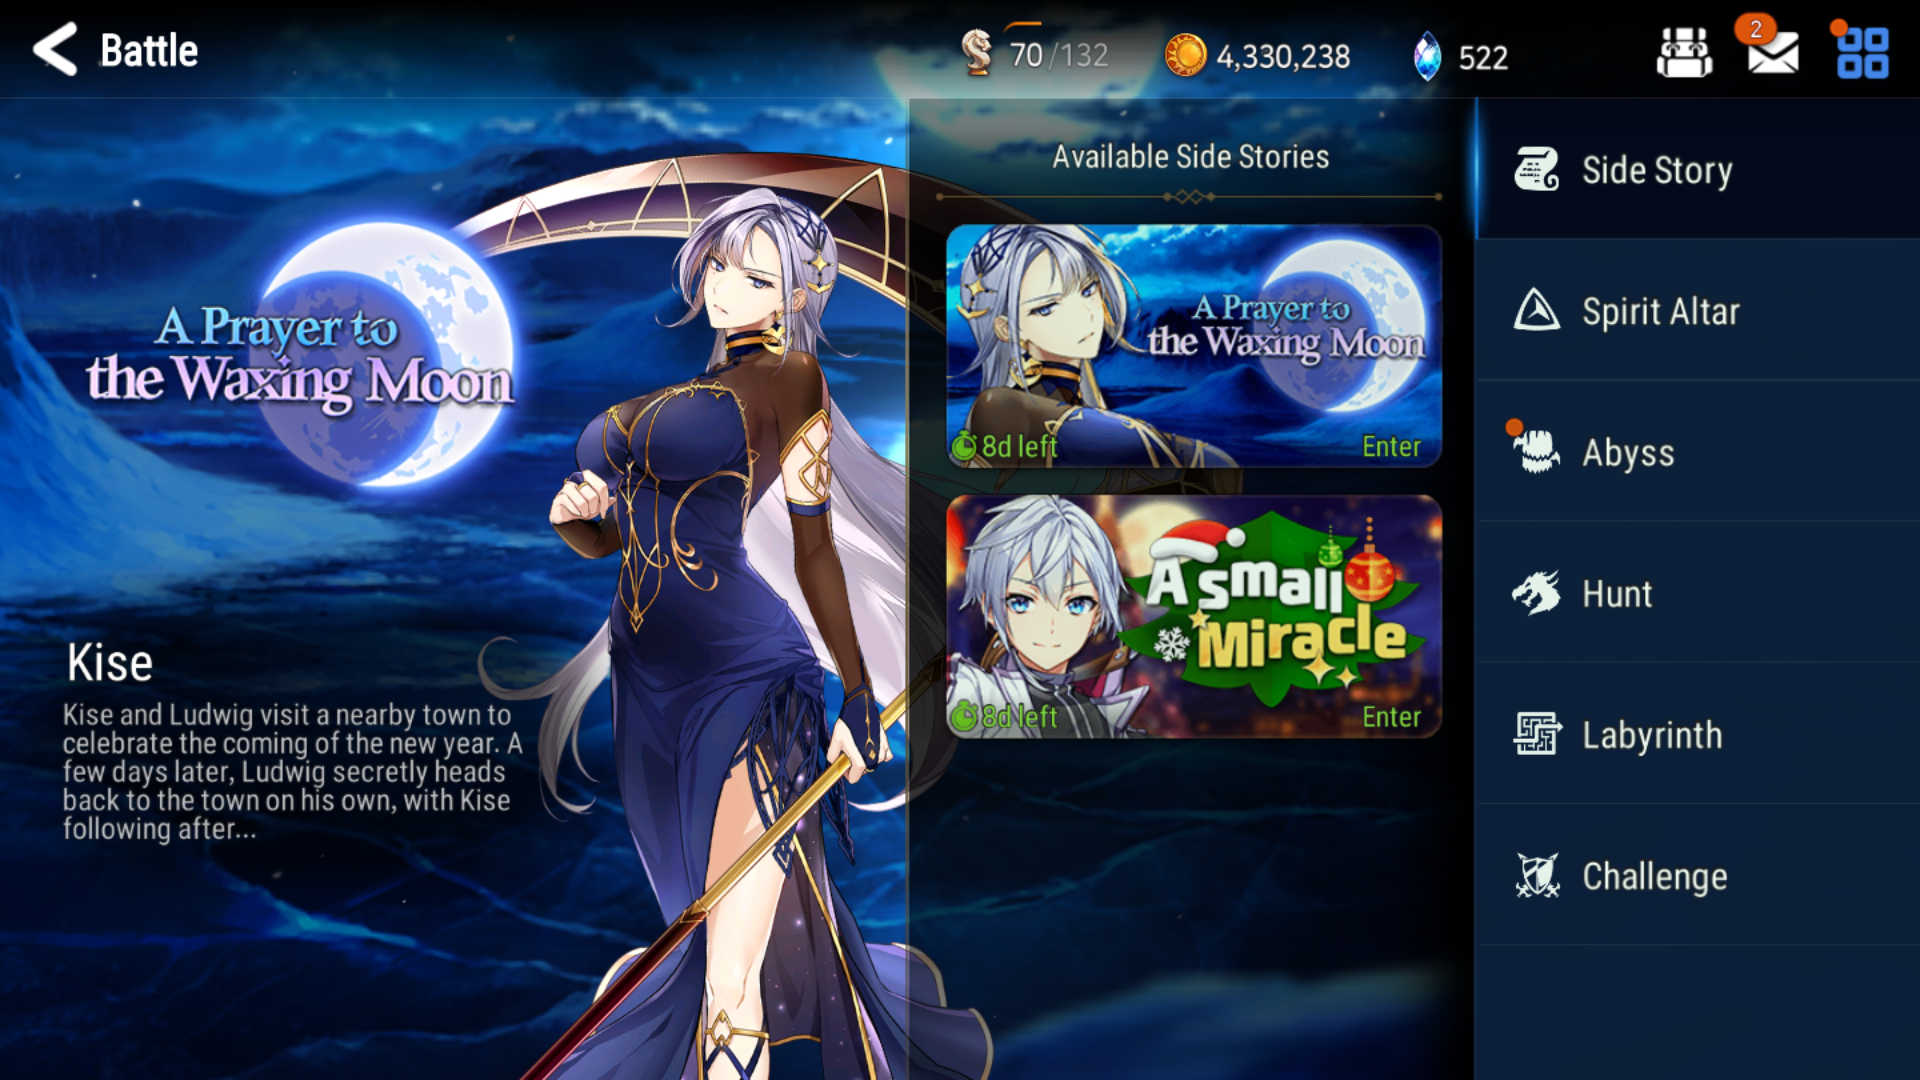 Battle
70/132
4,330,238
522
2
A Prayer to
the Waxing Moon
Kise
Kise and Ludwig visit a nearby town to
celebrate the coming of the new year. A
few days later, Ludwig secretly heads
back to the town on his own, with Kise
following after...
Available Side Stories
A Prayer to
the Waxing Moon
8d left
Enter
A small
Miracle
8d left
Enter
Side Story
Spirit Altar
Abyss
Hunt
Labyrinth
Challenge